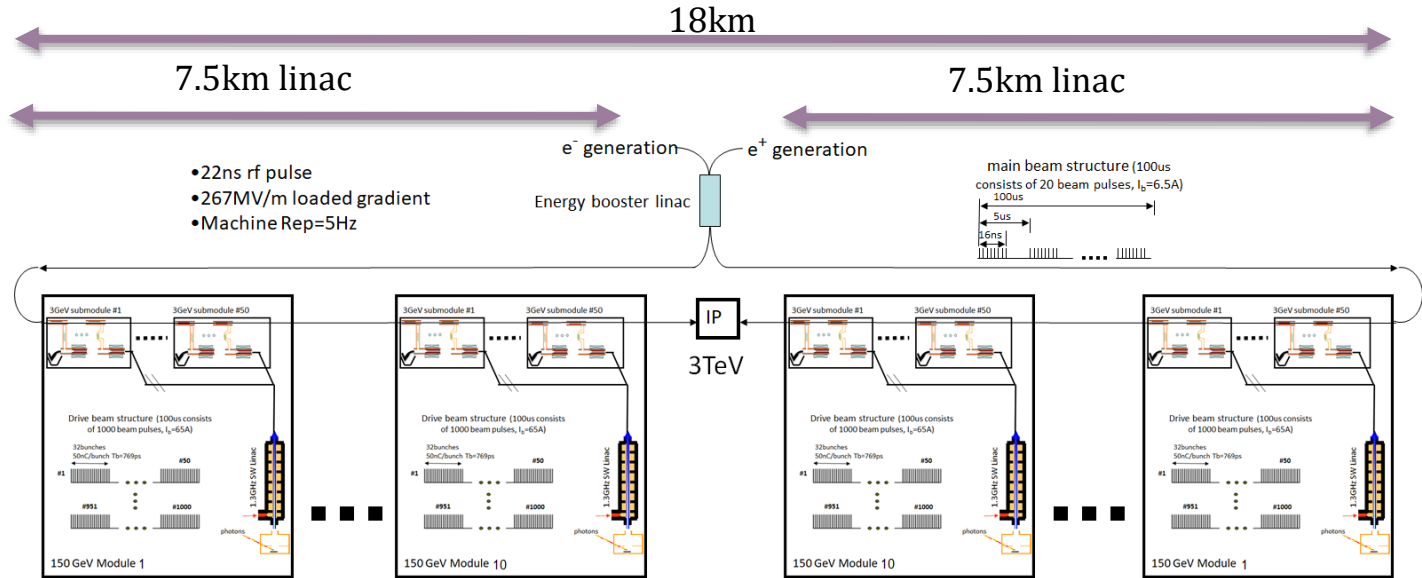 18km
7.5km linac
7.5km linac
e- generation
e+ generation
•22ns rf pulse
•267MV/m loaded gradient
•Machine Rep=5Hz
Energy booster linac
main beam structure (100us
consists of 20 beam pulses, Ib=6.5A)
100us
5us
16ns
3GeV submodule #1
3GeV submodule #50
Drive beam structure (100us consists
of 1000 beam pulses, Ib=65A)
32bunches
50nC/bunch Tb=769ps
#1
#50
#951
#1000
1.3GHz SW Linac
photons
150 GeV Module 1
3GeV submodule #1
3GeV submodule #50
Drive beam structure (100us consists
of 1000 beam pulses, Ib=65A)
32bunches
50nC/bunch Tb=769ps
#1
#50
#951
#1000
1.3GHz SW Linac
photons
150 GeV Module 10
IP
3TeV
3GeV submodule #1
3GeV submodule #50
Drive beam structure (100us consists
of 1000 beam pulses, Ib=65A)
32bunches
50nC/bunch Tb=769ps
#1
#50
#951
#1000
1.3GHz SW Linac
photons
150 GeV Module 10
3GeV submodule #1
3GeV submodule #50
Drive beam structure (100us consists
of 1000 beam pulses, Ib=65A)
32bunches
50nC/bunch Tb=769ps
#1
#50
#951
#1000
1.3GHz SW Linac
photons
150 GeV Module 1